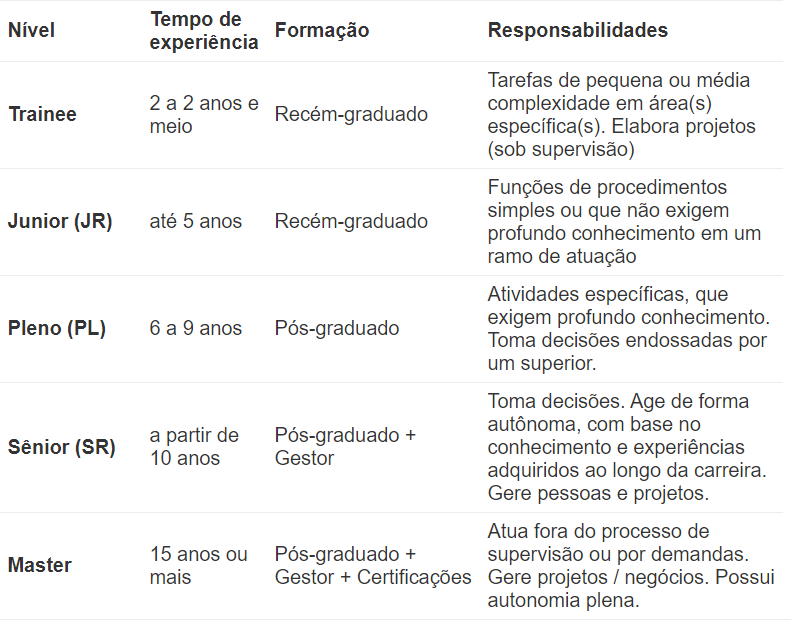 Nível
Tempo de
experiência
Formação
Responsabilidades
Trainee
2 a 2 anos e
meio
Recém-graduado
Tarefas de pequena ou média
complexidade em área(s)
específica(s). Elabora projetos
(sob supervisão)
Junior (JR)
até 5 anos
Recém-graduado
Funções de procedimentos
simples ou que não exigem
profundo conhecimento em um
ramo de atuação
Pleno (PL)
6 a 9 anos
Pós-graduado
Atividades específicas, que
exigem profundo conhecimento.
Toma decisões endossadas por
um superior.
Sênior (SR)
a partir de
10 anos
Pós-graduado +
Gestor
Toma decisões. Age de forma
autônoma, com base no
conhecimento e experiências
adquiridos ao longo da carreira.
Gere pessoas e projetos.
Master
15 anos ou
mais
Pós-graduado +
Gestor + Certificações
Atua fora do processo de
supervisão ou por demandas.
Gere projetos / negócios. Possui
autonomia plena.